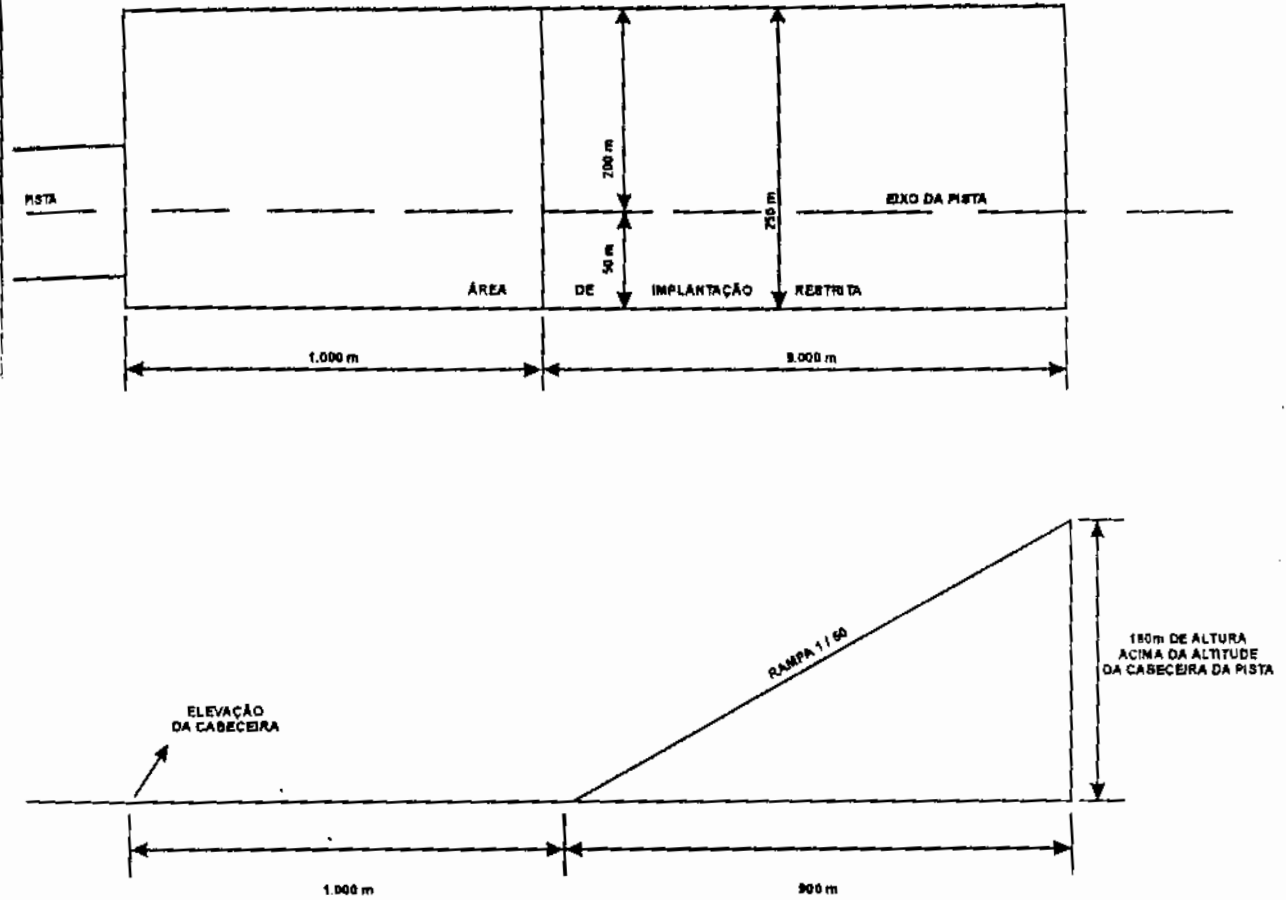 200 m
PISTA
EIXO DA PISTA
250 m
50 m
ÁREA DE IMPLANTAÇÃO RESTRITA
1.000 m
9.000 m
RAMPA 1 / 60
180m DE ALTURA
ACIMA DA ALTITUDE
DA CABECEIRA DA PISTA
ELEVAÇÃO
DA CABECEIRA
1.000 m
900 m